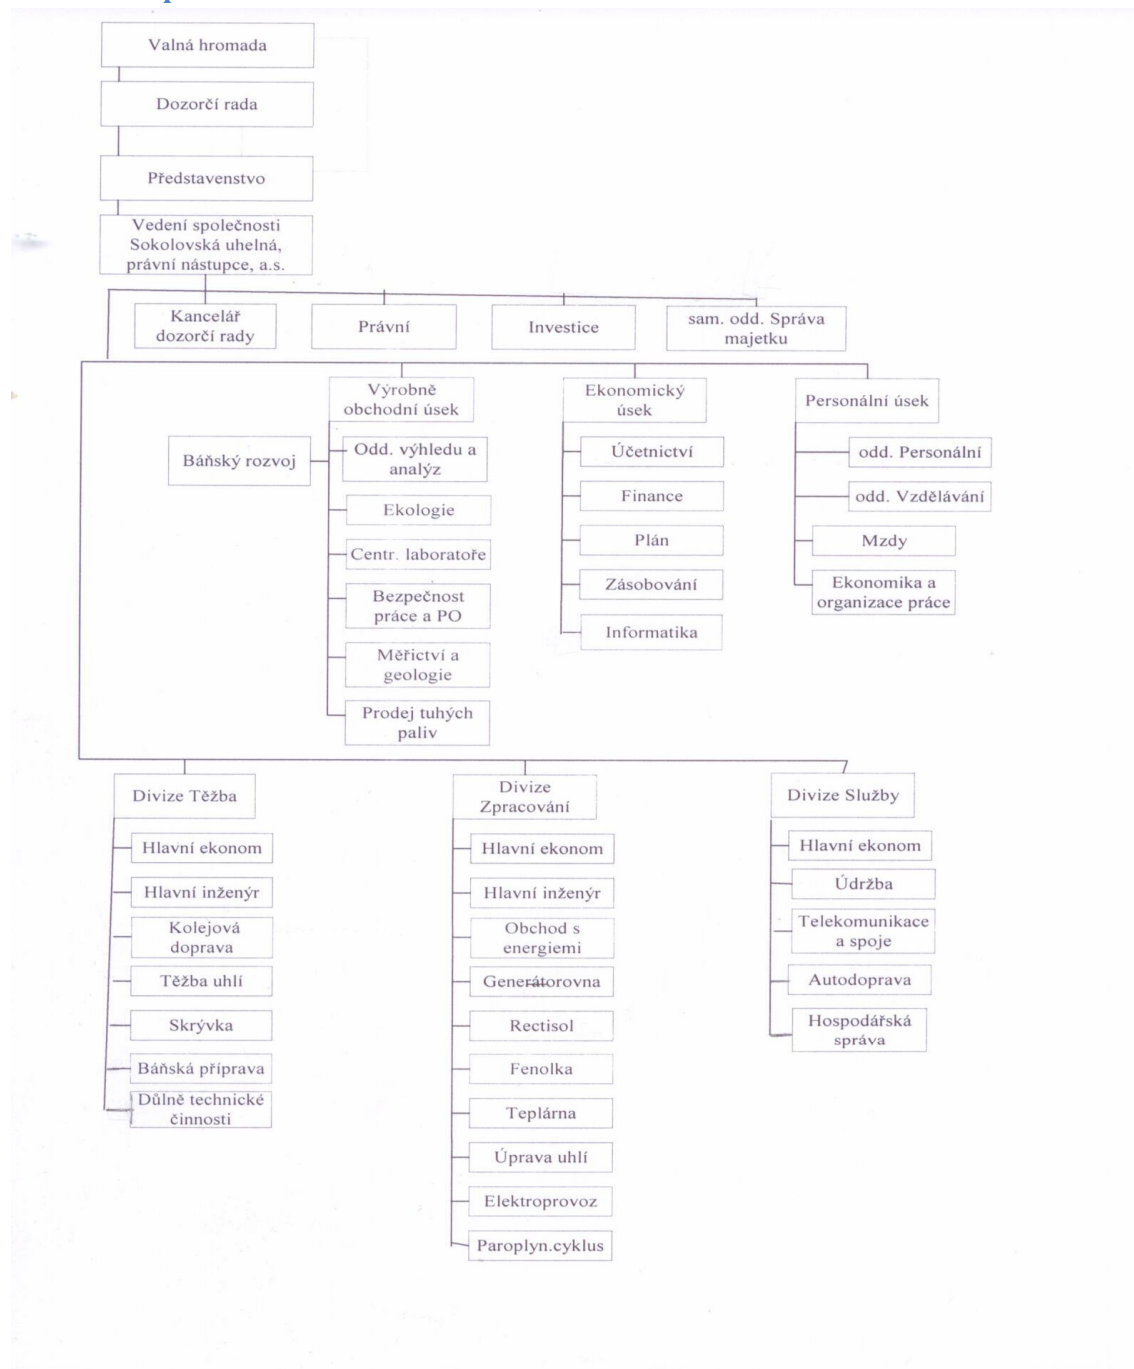 Valná hromada
Dozorčí rada
Představenstvo
Vedení společnosti
Sokolovská uhelná,
právní nástupce, a.s.
Kancelář
dozorčí rady
Právní
Investice
sam. odd. Správa
majetku
Výrobně
obchodní úsek
Báňský rozvoj
Odd. výhledu a
analýz
Ekologie
Centr. laboratoře
Bezpečnost
práce a PO
Měřictví a
geologie
Prodej tuhých
paliv
Ekonomický
úsek
Účetnictví
Finance
Plán
Zásobování
Informatika
Personální úsek
odd. Personální
odd. Vzdělávání
Mzdy
Ekonomika a
organizace práce
Divize Těžba
Hlavní ekonom
Hlavní inženýr
Kolejová
doprava
Těžba uhlí
Skrývka
Báňská příprava
Důlně technické
činnosti
Divize
Zpracování
Hlavní ekonom
Hlavní inženýr
Obchod s
energiemi
Generátorovna
Rectisol
Fenolka
Teplárna
Úprava uhlí
Elektroprovoz
Paroplyn.cyklus
Divize Služby
Hlavní ekonom
Údržba
Telekomunikace
a spoje
Autodoprava
Hospodářská
správa